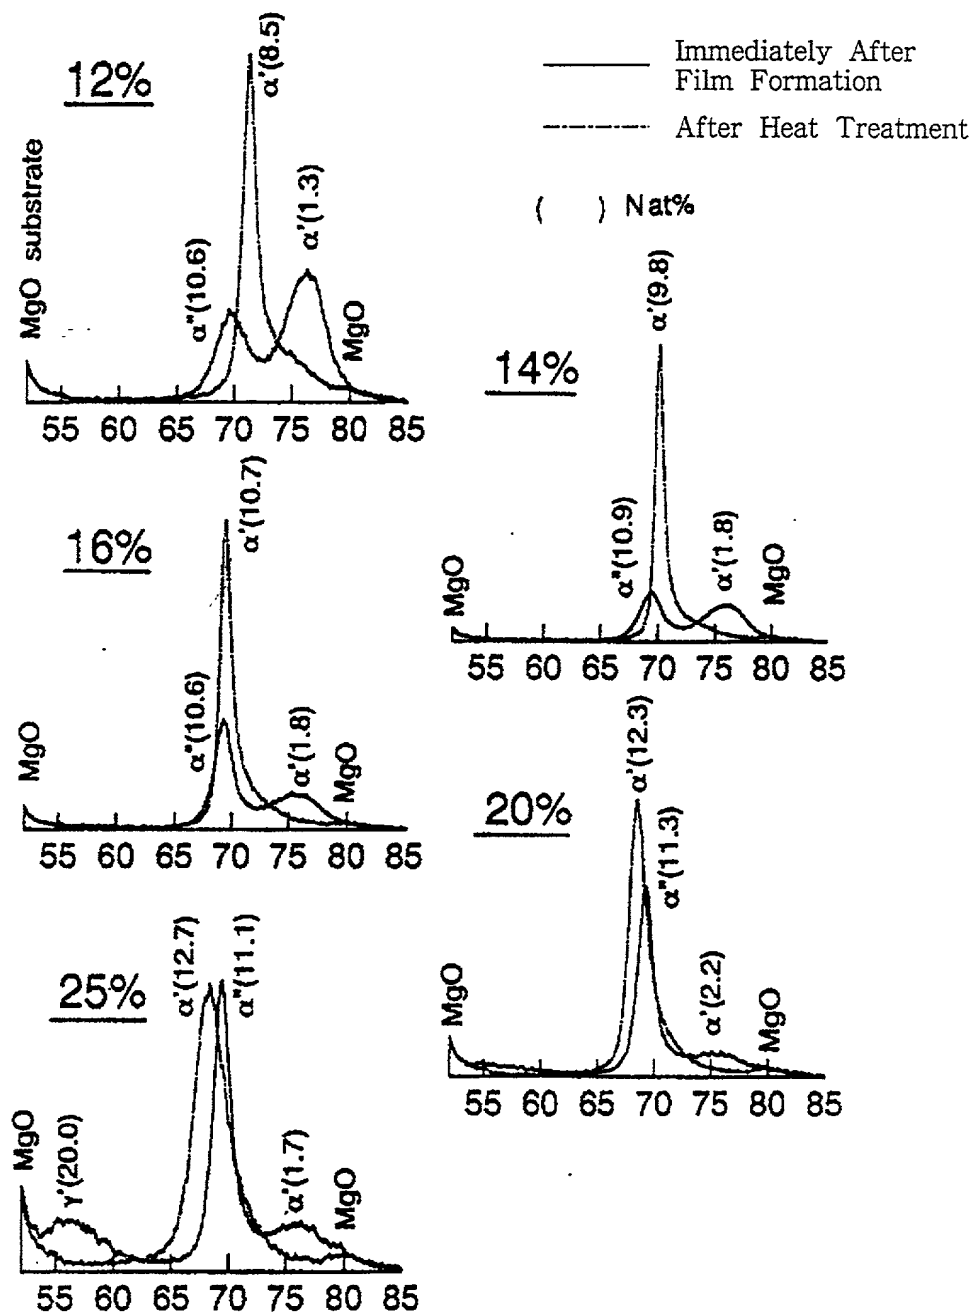 12%
α'(8.5)
MgO substrate
α"(10.6)
α'(1.3)
MgO
55 60 65 70 75 80 85
Immediately After
Film Formation
After Heat Treatment
( ) Nat%
14%
α'(9.8)
MgO
α"(10.9)
α'(1.8)
MgO
55 60 65 70 75 80 85
16%
α'(10.7)
MgO
α"(10.6)
α'(1.8)
MgO
55 60 65 70 75 80 85
20%
α'(12.3)
α"(11.3)
MgO
α'(2.2)
MgO
55 60 65 70 75 80 85
25%
α'(12.7)
α"(11.1)
MgO
γ'(20.0)
α'(1.7)
MgO
55 60 65 70 75 80 85